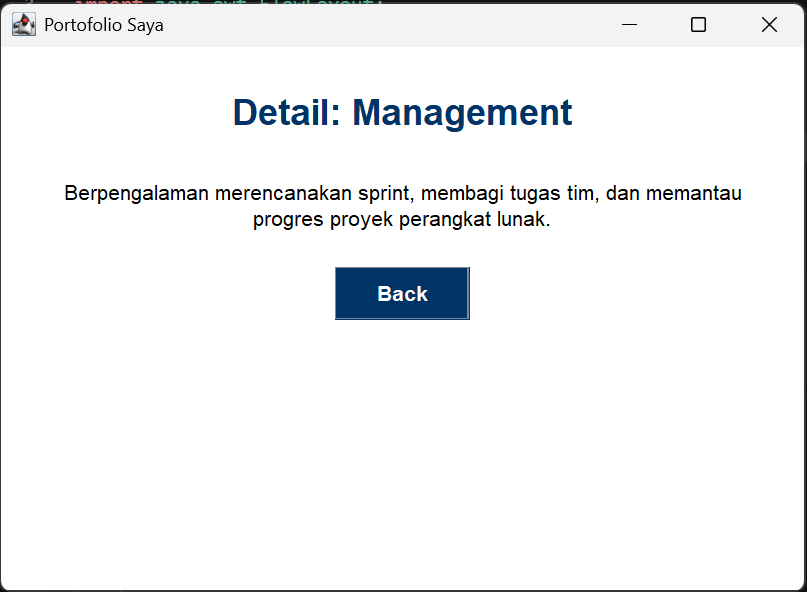 Portofolio Saya
Detail: Management
Berpengalaman merencanakan sprint, membagi tugas tim, dan memantau
progres proyek perangkat lunak.
Back